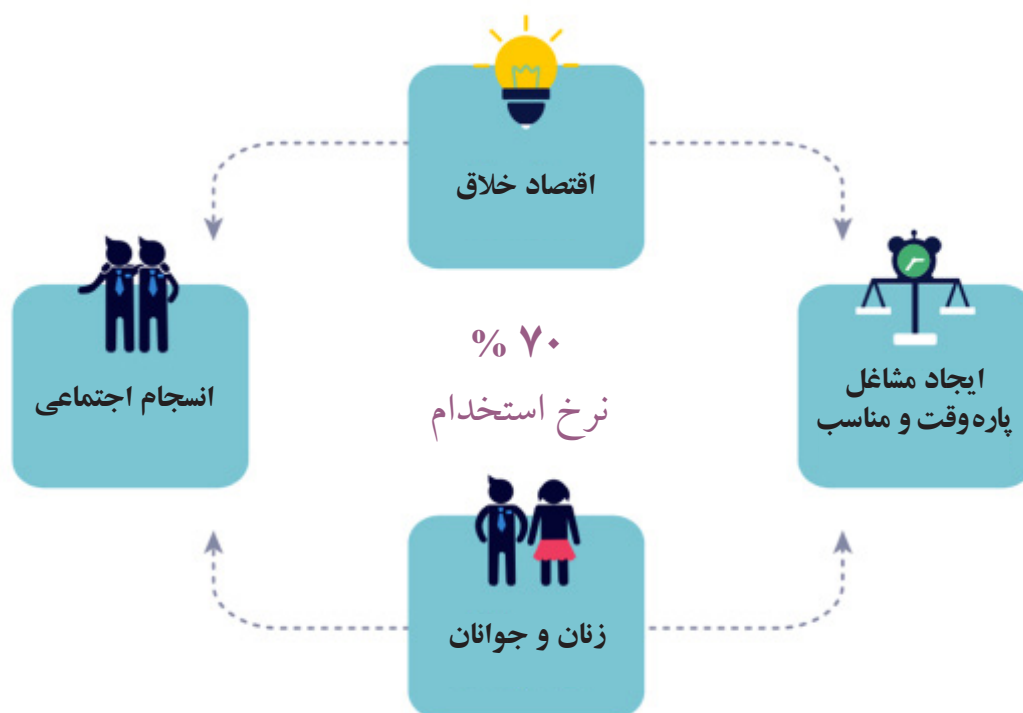 اقتصاد خلاق
ایجاد مشاغل
پاره‌وقت و مناسب
انسجام اجتماعی
% ۷۰
نرخ استخدام
زنان و جوانان